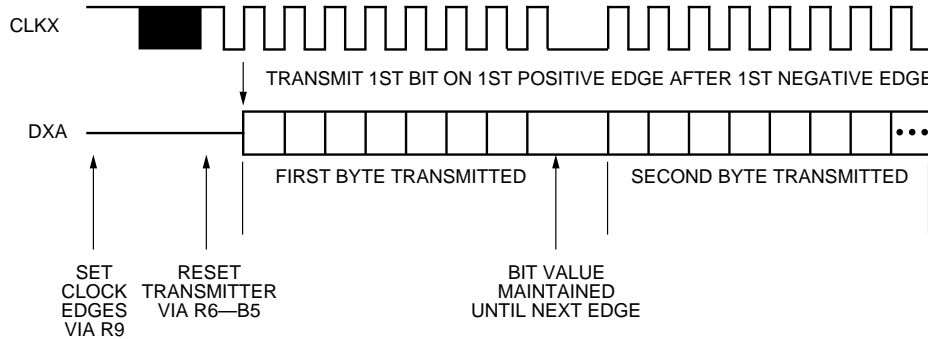 CLKX
TRANSMIT 1ST BIT ON 1ST POSITIVE EDGE AFTER 1ST NEGATIVE EDGE
DXA
FIRST BYTE TRANSMITTED
SECOND BYTE TRANSMITTED
SET
CLOCK
EDGES
VIA R9
RESET
TRANSMITTER
VIA R6—B5
BIT VALUE
MAINTAINED
UNTIL NEXT EDGE